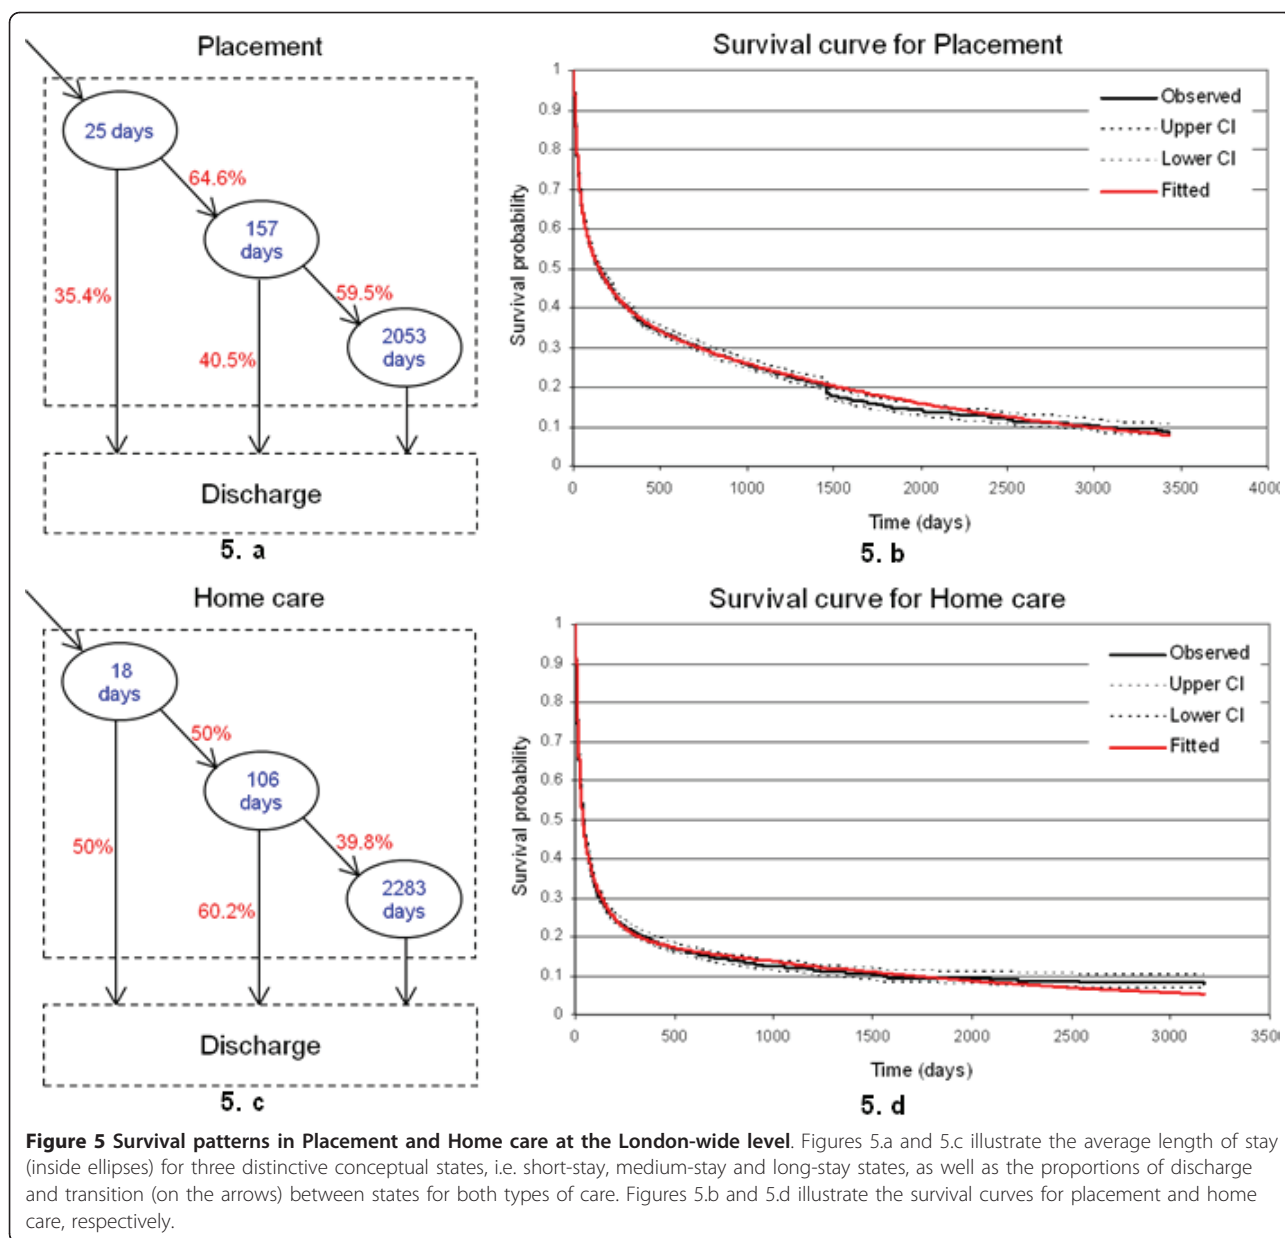 Placement
25 days
64.6%
157
days
35.4%
59.5%
2053
days
40.5%
Discharge
5. a
Survival curve for Placement
Survival probability
1
0.9
0.8
0.7
0.6
0.5
0.4
0.3
0.2
0.1
0
Observed
Upper CI
Lower CI
Fitted
0 500 1000 1500 2000 2500 3000 3500 4000
Time (days)
5. b
Home care
18
days
50%
106
days
50%
39.8%
2283
days
60.2%
Discharge
5. c
Survival curve for Home care
Survival probability
1
0.9
0.8
0.7
0.6
0.5
0.4
0.3
0.2
0.1
0
Observed
Upper CI
Lower CI
Fitted
0 500 1000 1500 2000 2500 3000 3500
Time (days)
5. d
Figure 5 Survival patterns in Placement and Home care at the London-wide level. Figures 5.a and 5.c illustrate the average length of stay
(inside ellipses) for three distinctive conceptual states, i.e. short-stay, medium-stay and long-stay states, as well as the proportions of discharge
and transition (on the arrows) between states for both types of care. Figures 5.b and 5.d illustrate the survival curves for placement and home
care, respectively.